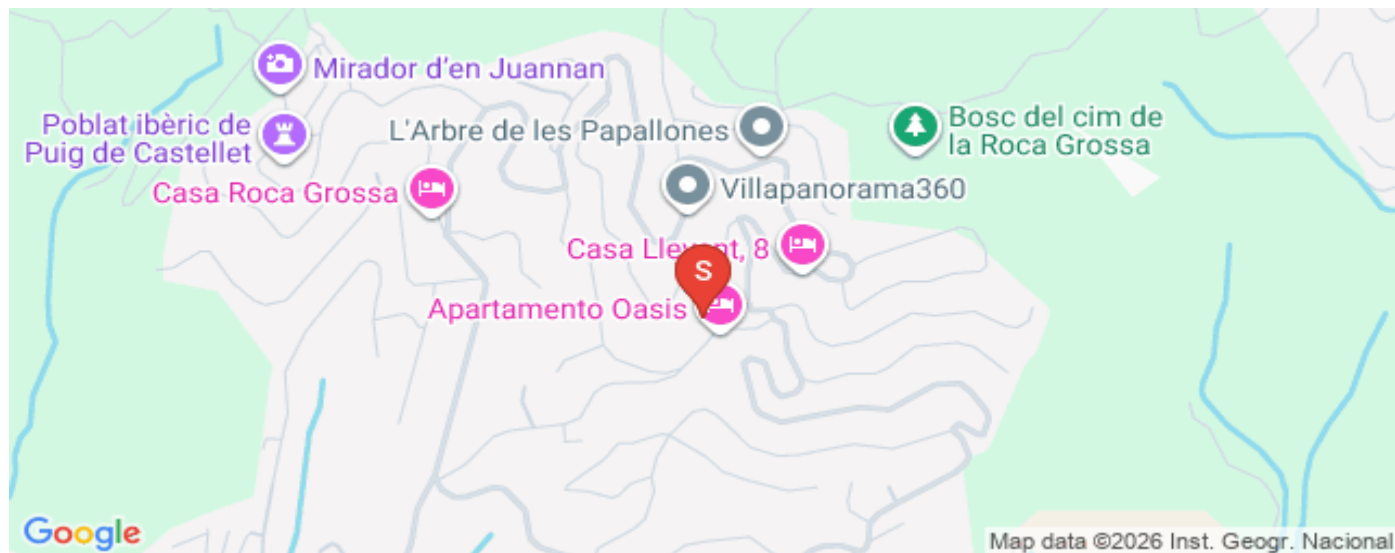 Mirador d'en Juannan
Poblat ibèric de
Puig de Castellet
L'Arbre de les Papallones
Bosc del cim de
la Roca Grossa
Casa Roca Grossa
Villapanorama360
Casa Llevant, 8
S
Apartamento Oasis
Google
Map data ©2026 Inst. Geogr. Nacional